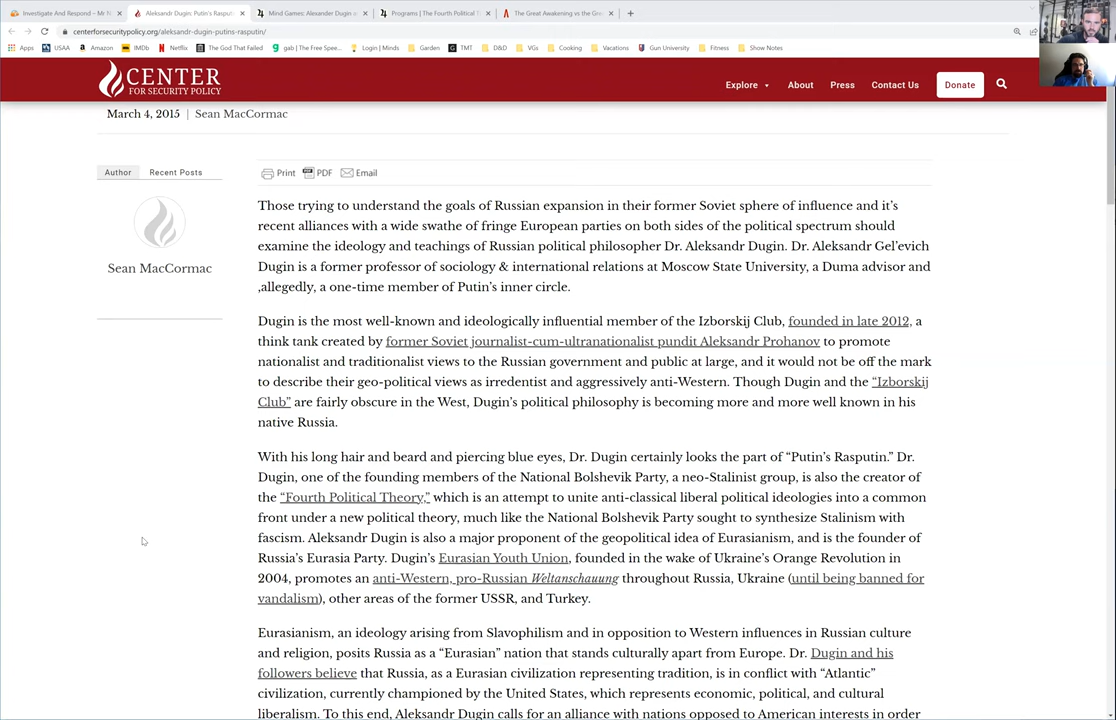 Investigate And Respond – Mr N
Aleksandr Dugin: Putin's Rasputi
Mind Games: Alexander Dugin a
Programs | The Fourth Political T
The Great Awakening vs the Gre
centerforsecuritypolicy.org/aleksandr-dugin-putins-rasputin/
Apps USAA Amazon IMDb Netflix The God That Failed gab | The Free Spee... Login | Minds Garden TMT D&D VGs Cooking Vacations Gun University Fitness Show Notes
CENTER
FOR SECURITY POLICY
Explore About Press Contact Us Donate
March 4, 2015 | Sean MacCormac
Author Recent Posts
Print PDF Email
Sean MacCormac
Those trying to understand the goals of Russian expansion in their former Soviet sphere of influence and it's
recent alliances with a wide swathe of fringe European parties on both sides of the political spectrum should
examine the ideology and teachings of Russian political philosopher Dr. Aleksandr Dugin. Dr. Aleksandr Gel'evich
Dugin is a former professor of sociology & international relations at Moscow State University, a Duma advisor and
,allegedly, a one-time member of Putin's inner circle.
Dugin is the most well-known and ideologically influential member of the Izborskij Club, founded in late 2012, a
think tank created by former Soviet journalist-cum-ultranationalist pundit Aleksandr Prohanov to promote
nationalist and traditionalist views to the Russian government and public at large, and it would not be off the mark
to describe their geo-political views as irredentist and aggressively anti-Western. Though Dugin and the “Izborskij
Club” are fairly obscure in the West, Dugin's political philosophy is becoming more and more well known in his
native Russia.
With his long hair and beard and piercing blue eyes, Dr. Dugin certainly looks the part of “Putin's Rasputin.” Dr.
Dugin, one of the founding members of the National Bolshevik Party, a neo-Stalinist group, is also the creator of
the “Fourth Political Theory,” which is an attempt to unite anti-classical liberal political ideologies into a common
front under a new political theory, much like the National Bolshevik Party sought to synthesize Stalinism with
fascism. Aleksandr Dugin is also a major proponent of the geopolitical idea of Eurasianism, and is the founder of
Russia's Eurasia Party. Dugin's Eurasian Youth Union, founded in the wake of Ukraine's Orange Revolution in
2004, promotes an anti-Western, pro-Russian Weltanschauung throughout Russia, Ukraine (until being banned for
vandalism), other areas of the former USSR, and Turkey.
Eurasianism, an ideology arising from Slavophilism and in opposition to Western influences in Russian culture
and religion, posits Russia as a “Eurasian” nation that stands culturally apart from Europe. Dr. Dugin and his
followers believe that Russia, as a Eurasian civilization representing tradition, is in conflict with “Atlantic”
civilization, currently championed by the United States, which represents economic, political, and cultural
liberalism. To this end, Aleksandr Dugin calls for an alliance with nations opposed to American interests in order